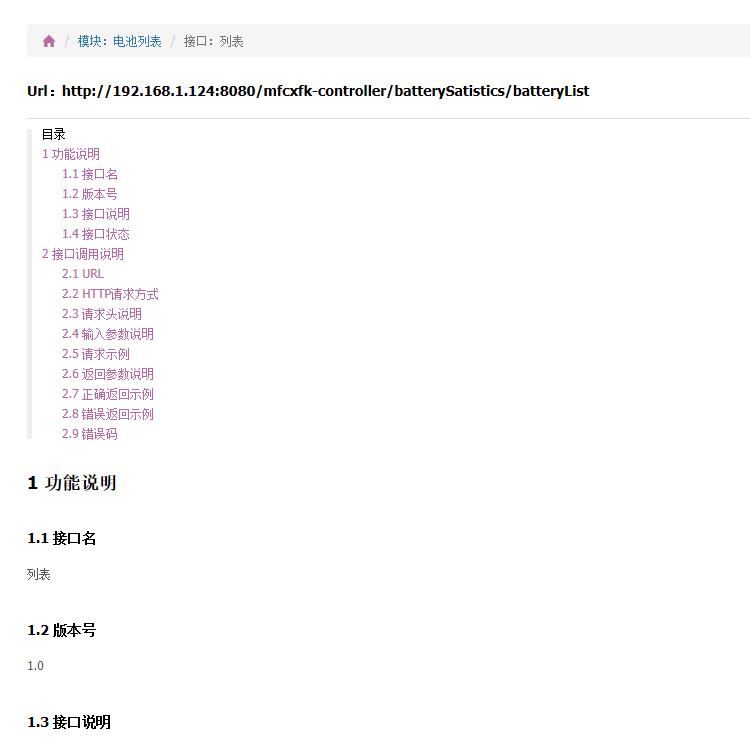 / 模块：电池列表 / 接口：列表
Url：http://192.168.1.124:8080/mfcxfk-controller/batterySatistics/batteryList
目录
1 功能说明
1.1 接口名
1.2 版本号
1.3 接口说明
1.4 接口状态
2 接口调用说明
2.1 URL
2.2 HTTP请求方式
2.3 请求头说明
2.4 输入参数说明
2.5 请求示例
2.6 返回参数说明
2.7 正确返回示例
2.8 错误返回示例
2.9 错误码
1 功能说明
1.1 接口名
列表
1.2 版本号
1.0
1.3 接口说明